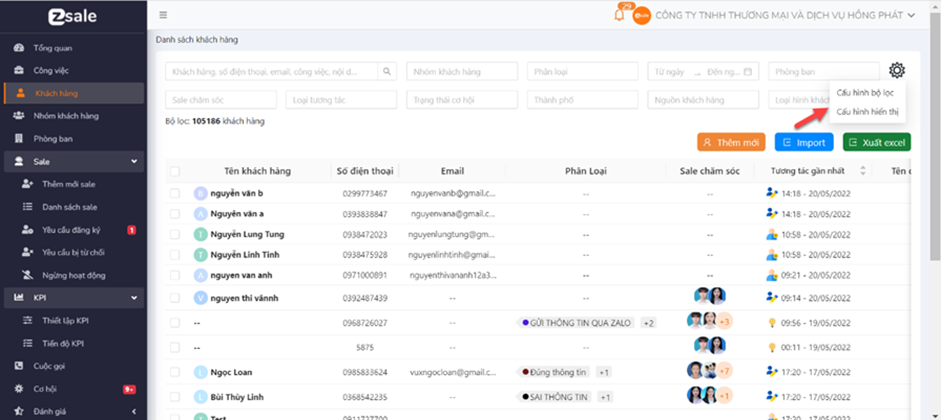 zsale
29
zsale CÔNG TY TNHH THƯƠNG MẠI VÀ DỊCH VỤ HỒNG PHÁT
Tổng quan
Công việc
Khách hàng
Nhóm khách hàng
Phòng ban
Sale
Thêm mới sale
Danh sách sale
Yêu cầu đăng ký 1
Yêu cầu bị từ chối
Ngừng hoạt động
KPI
Thiết lập KPI
Tiến độ KPI
Cuộc gọi
Cơ hội 9+
Đánh giá
Danh sách khách hàng
Khách hàng, số điện thoại, email, công việc, nội d... Nhóm khách hàng Phân loại Từ ngày → Đến ng... Phòng ban
Sale chăm sóc Loại tương tác Trạng thái cơ hội Thành phố Nguồn khách hàng Loại hình khách
Cấu hình bộ lọc
Cấu hình hiển thị
Bộ lọc: 105186 khách hàng
Thêm mới Import Xuất excel
Tên khách hàng Số điện thoại Email Phân Loại Sale chăm sóc Tương tác gần nhất
B nguyễn văn b 0299773467 nguyenvanb@gmail.c... -- -- 14:18 - 20/05/2022
A Nguyễn văn a 0393838847 nguyenvana@gmail.c... -- -- 14:18 - 20/05/2022
T Nguyễn Lung Tung 0938472023 nguyenlungtung@gm... -- -- 10:58 - 20/05/2022
T Nguyễn Linh Tinh 0938475928 nguyenlinhtinh@gmai... -- -- 10:58 - 20/05/2022
A nguyen van anh 0971000891 nguyenthivananh12a3... -- -- 09:21 - 20/05/2022
V nguyen thi vânnh 0392487439 -- -- 09:14 - 20/05/2022
-- 0968726027 -- GỬI THÔNG TIN QUA ZALO +2 +3 09:56 - 19/05/2022
-- 5875 -- -- 00:11 - 19/05/2022
L Ngọc Loan 0985833624 vuxngocloan@gmail.c... Đúng thông tin +1 +7 17:20 - 17/05/2022
L Bùi Thủy Linh 0368542235 -- SAI THÔNG TIN +1 +1 17:20 - 17/05/2022